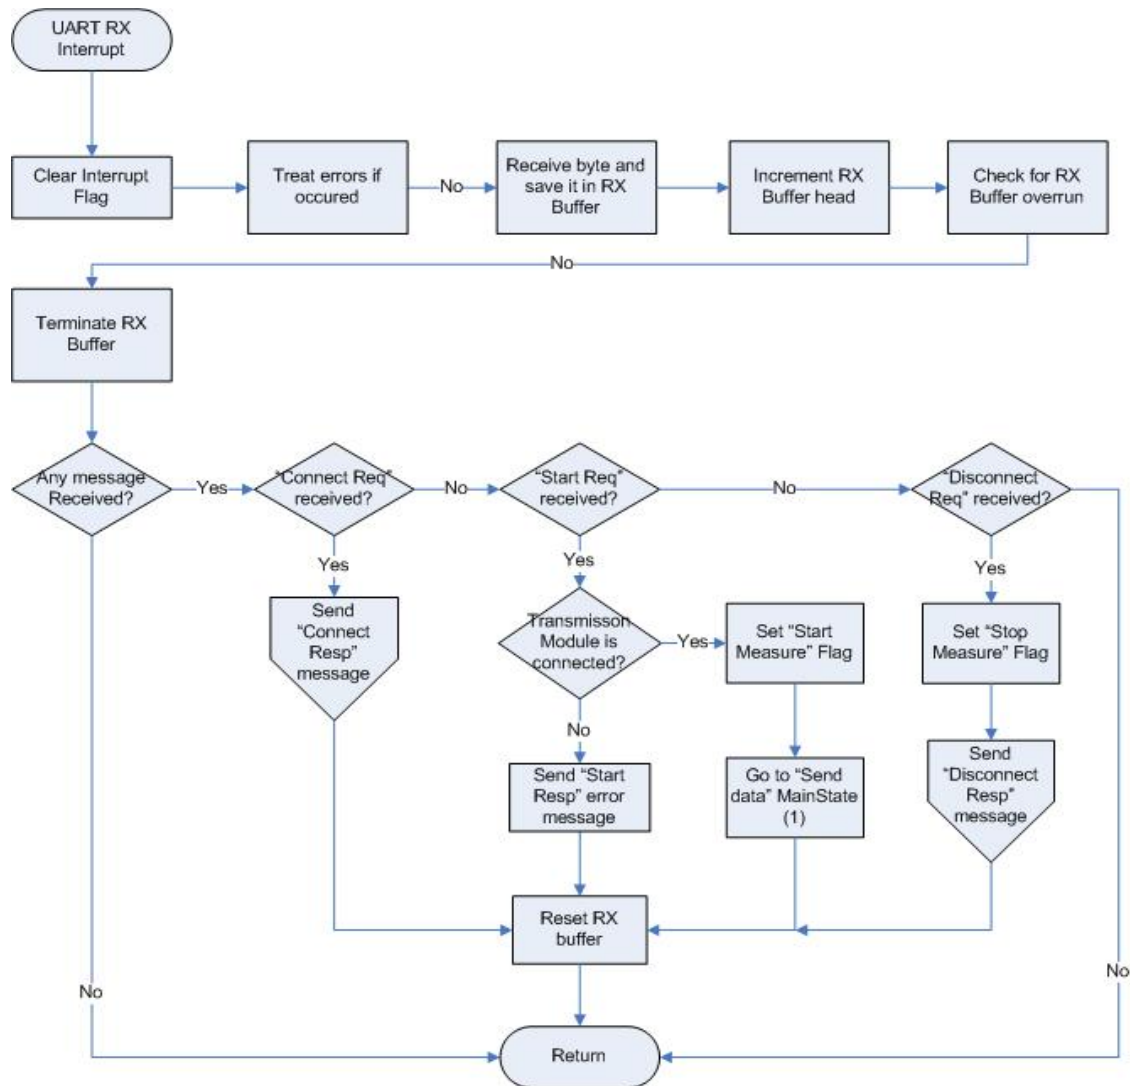 UART RX
Interrupt
Clear Interrupt
Flag
Treat errors if
occured
No
Receive byte and
save it in RX
Buffer
Increment RX
Buffer head
Check for RX
Buffer overrun
No
Terminate RX
Buffer
Any message
Received?
Yes
“Connect Req”
received?
No
“Start Req”
received?
No
“Disconnect
Req” received?
Yes
Yes
Yes
Send
“Connect
Resp”
message
Transmisson
Module is
connected?
Yes
Set “Start
Measure” Flag
Set “Stop
Measure” Flag
No
Send “Start
Resp” error
message
Go to “Send
data” MainState
(1)
Send
“Disconnect
Resp”
message
Reset RX
buffer
No
No
Return